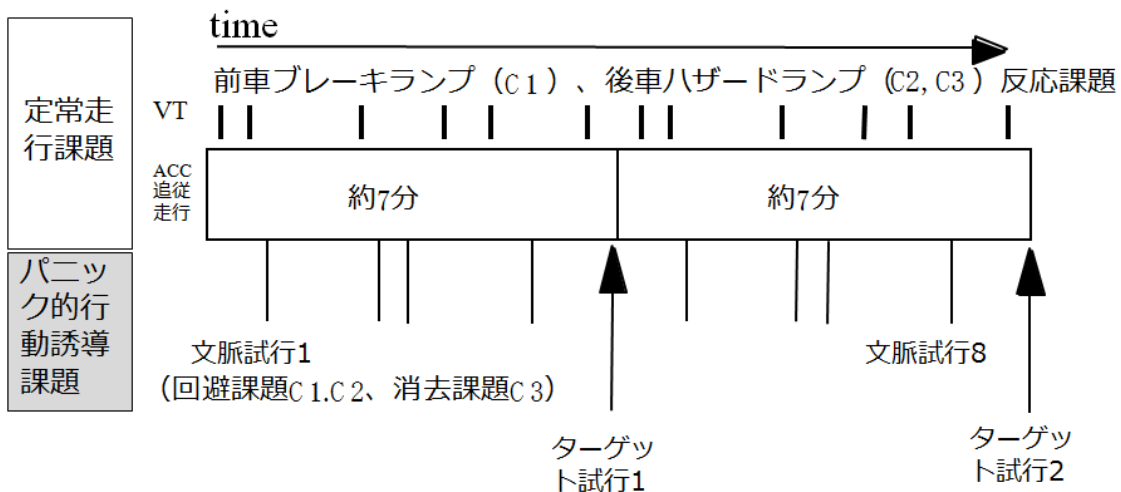 time
前車ブレーキランプ（C1）、後車ハザードランプ（C2, C3）反応課題
定常走
行課題
VT
ACC
追従
走行
約7分
約7分
パニッ
ク的行
動誘導
課題
文脈試行1
文脈試行8
（回避課題C1.C2、消去課題C3）
ターゲッ
ト試行1
ターゲッ
ト試行2